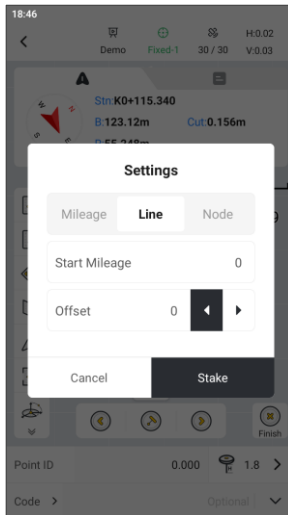 18:46
Demo Fixed-1 30 / 30 H:0.02
V:0.03
A
Stn:K0+115.340
B:123.12m Cut:0.156m
Settings
Mileage Line Node
Start Mileage 0
Offset 0
Cancel Stake
Finish
Point ID 0.000 1.8
Code Optional